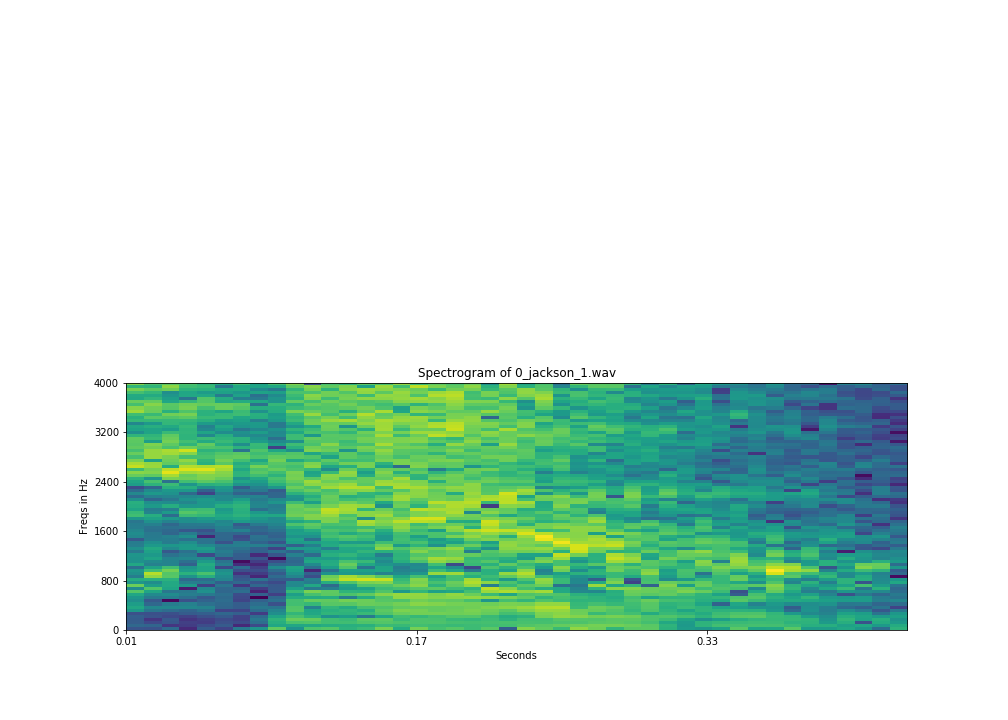 Spectrogram of 0_jackson_1.wav
4000
3200
2400
1600
800
0
Freqs in Hz
0.01 0.17 0.33
Seconds